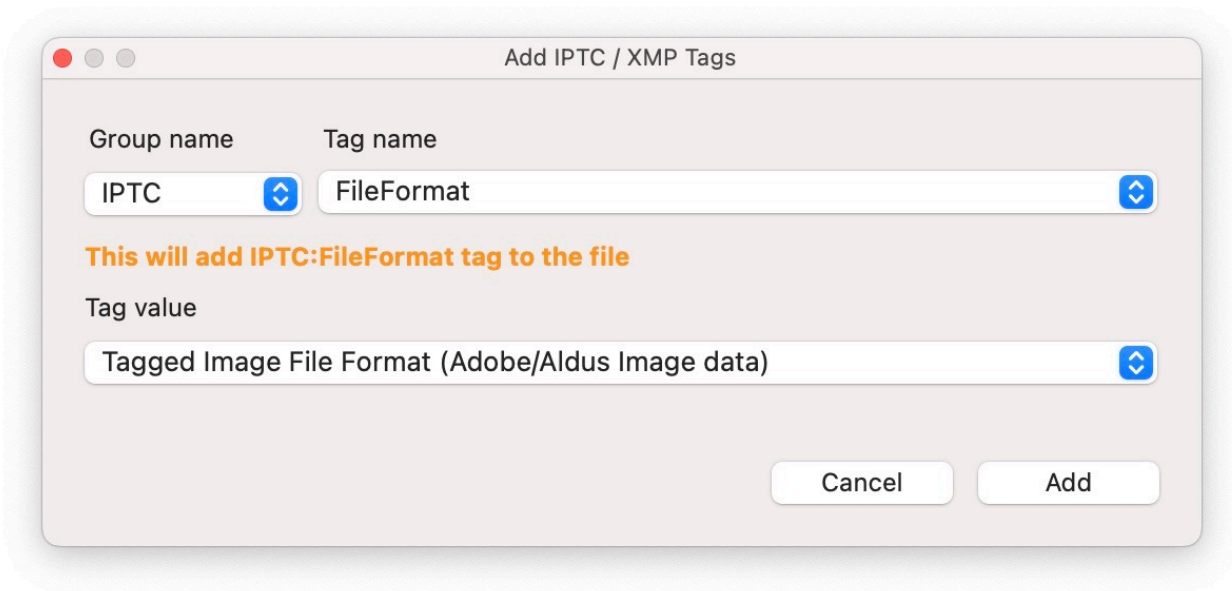 Add IPTC / XMP Tags
Group name Tag name
IPTC FileFormat
This will add IPTC:FileFormat tag to the file
Tag value
Tagged Image File Format (Adobe/Aldus Image data)
Cancel Add